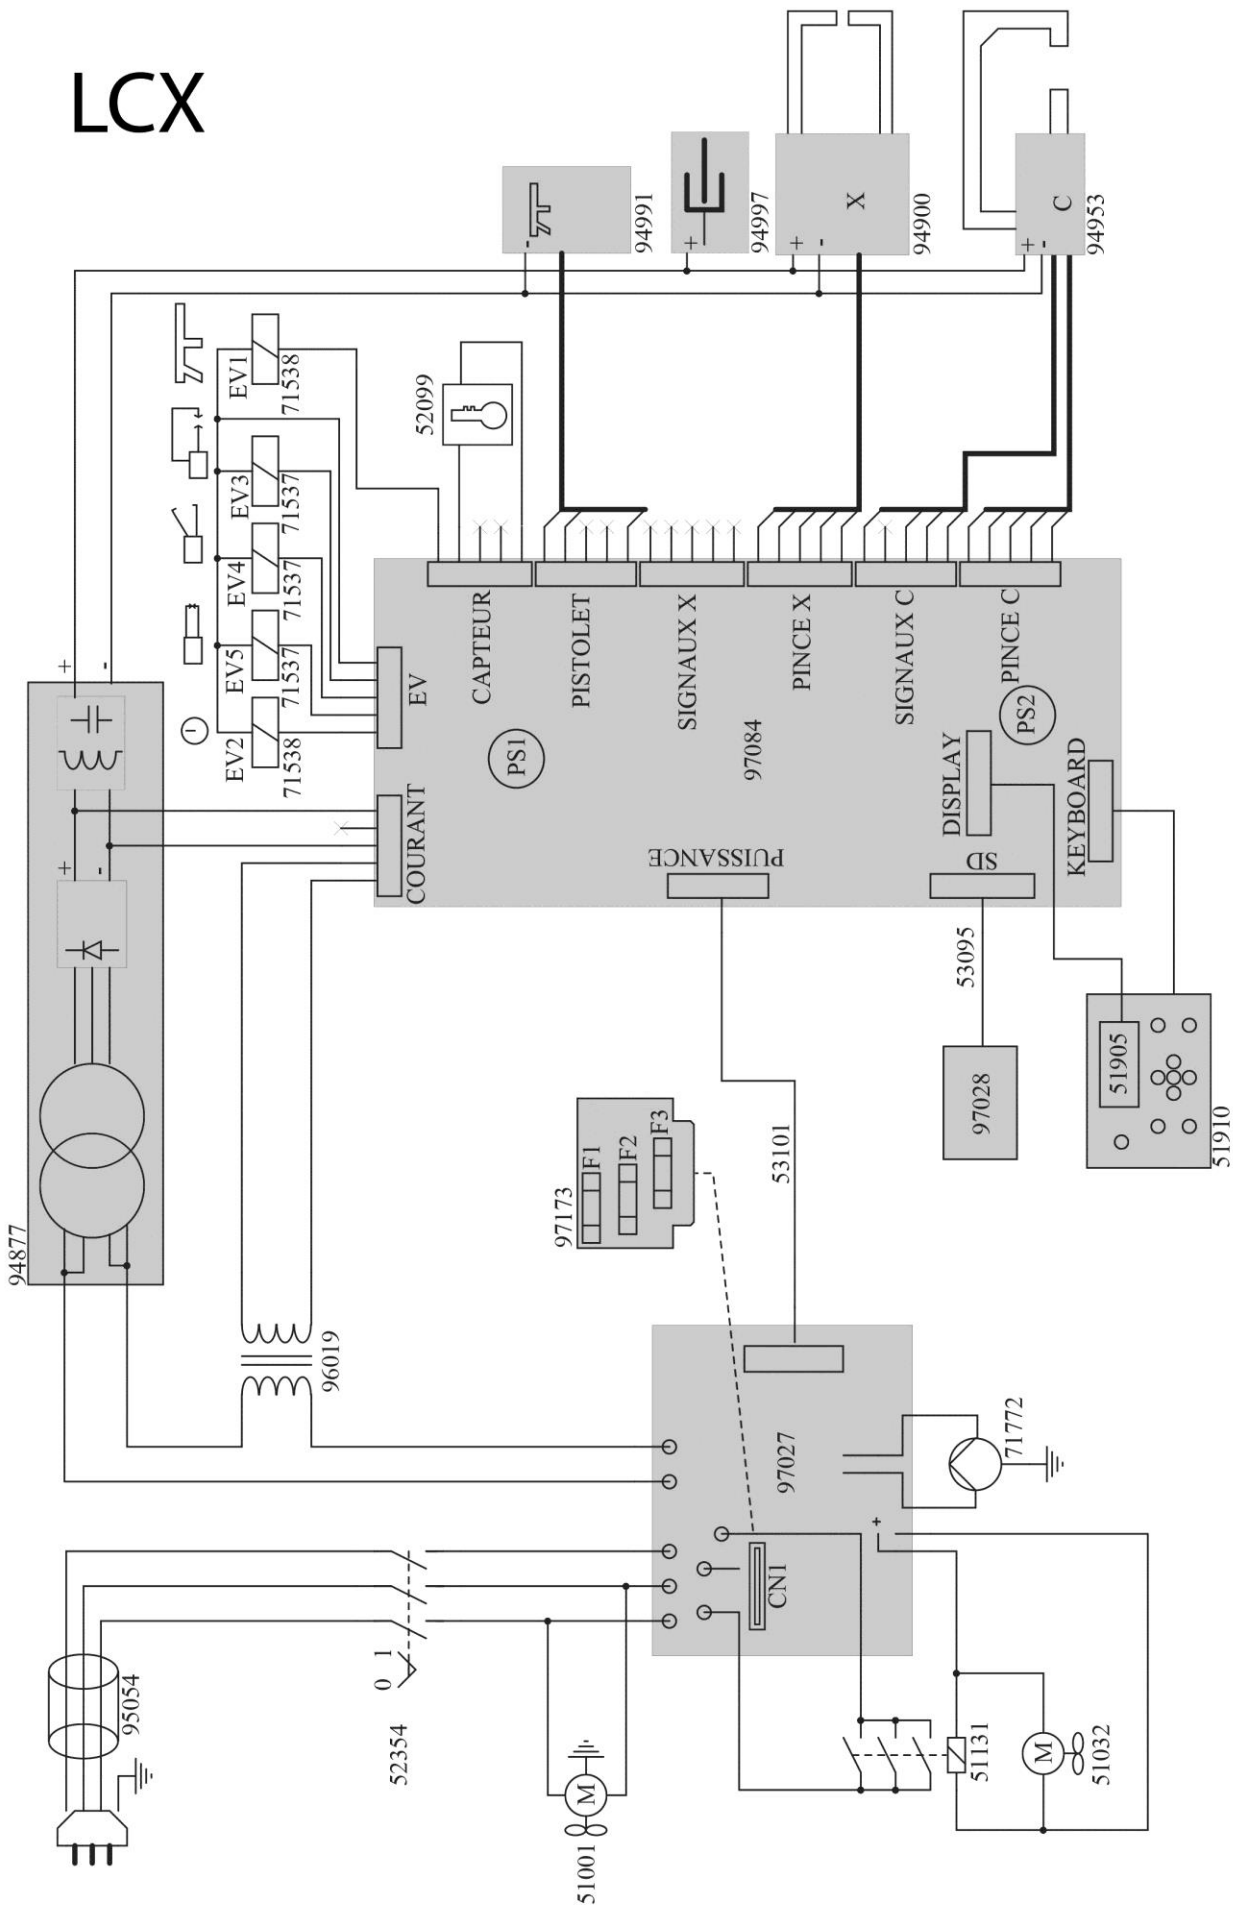 LCX
94991
94997
X
94900
C
94953
+
-
+
-
+
-
EV1
71538
EV3
71537
EV4
71537
EV5
71537
EV2
71538
52099
+
-
EV
CAPTEUR
PISTOLET
SIGNAUX X
PINCE X
SIGNAUX C
PINCE C
PS1
PS2
97084
COURANT
PUISSANCE
DISPLAY
SD
KEYBOARD
+
-
94877
53095
97028
51905
51910
97173
F1
F2
F3
53101
96019
97027
71772
CN1
+
95054
0 1
52354
M
51001
51131
M
51032